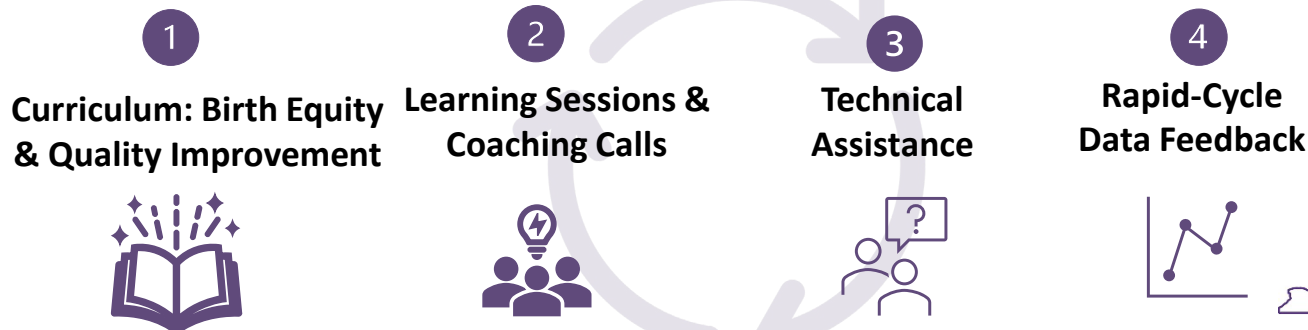 1
Curriculum: Birth Equity
& Quality Improvement
2
Learning Sessions &
Coaching Calls
3
Technical
Assistance
?
4
Rapid-Cycle
Data Feedback